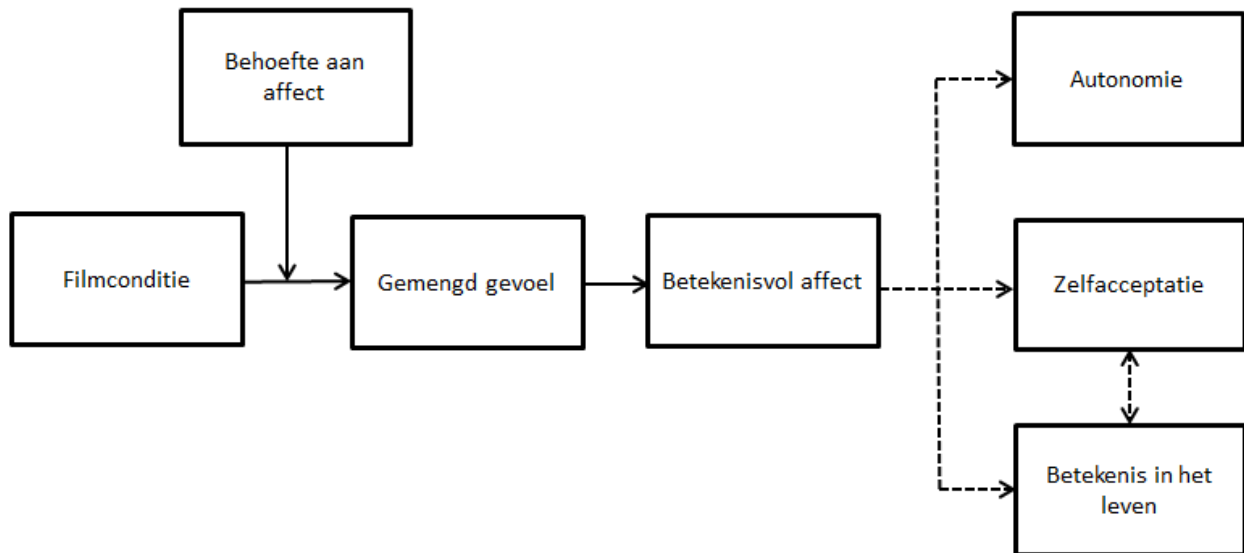 Behoefte aan
affect
Autonomie
Filmconditie
Gemengd gevoel
Betekenisvol affect
Zelfacceptatie
Betekenis in het
leven